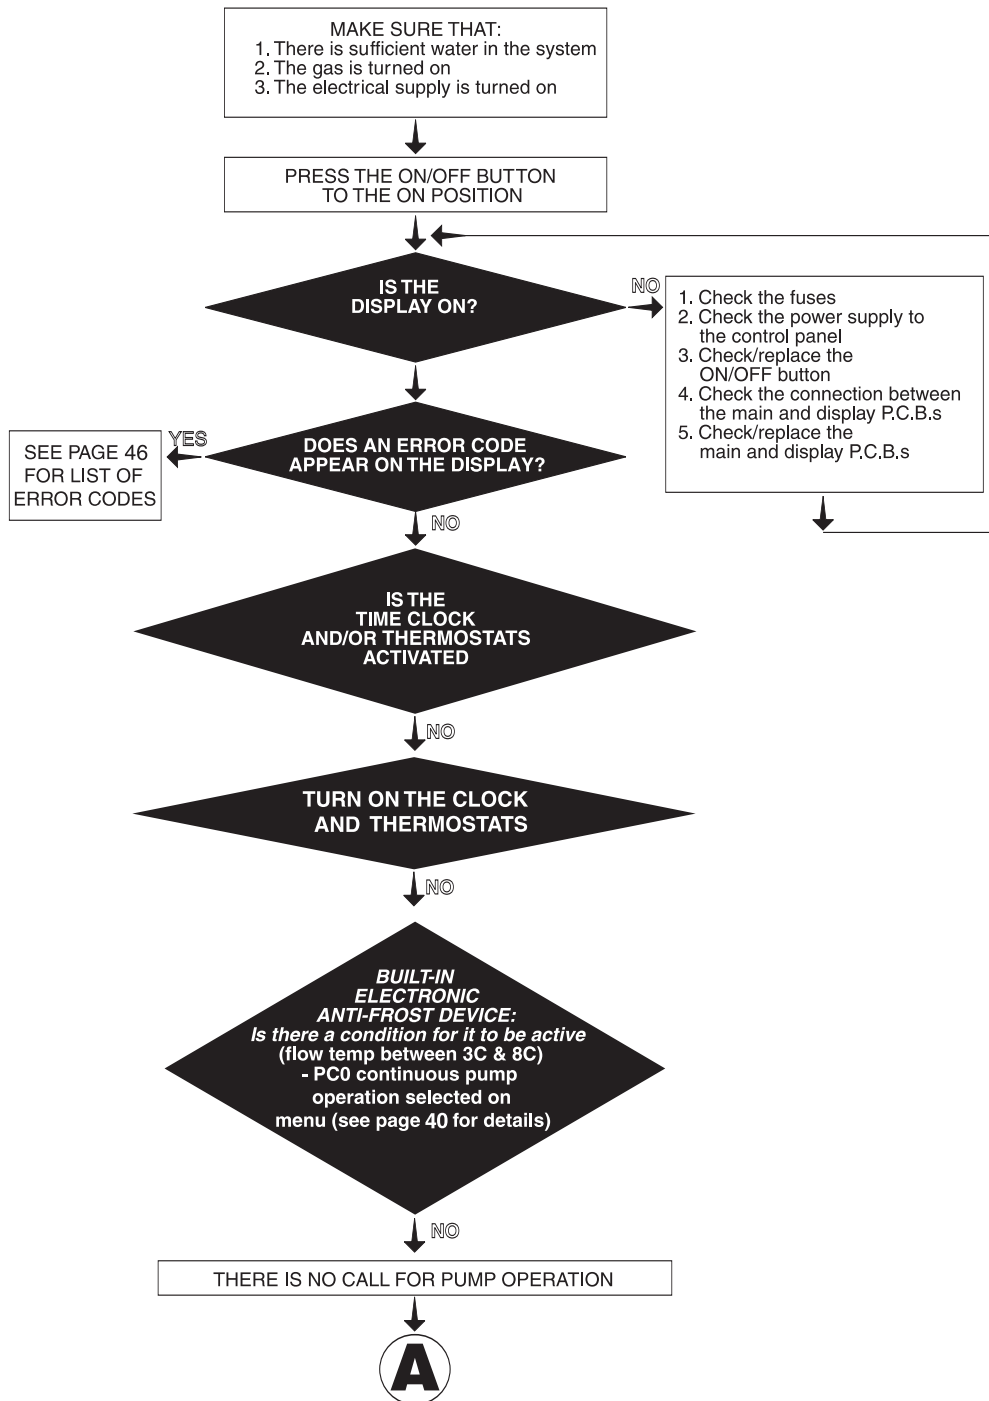 MAKE SURE THAT:
1. There is sufficient water in the system
2. The gas is turned on
3. The electrical supply is turned on
PRESS THE ON/OFF BUTTON
TO THE ON POSITION
IS THE
DISPLAY ON?
NO
1. Check the fuses
2. Check the power supply to
the control panel
3. Check/replace the
ON/OFF button
4. Check the connection between
the main and display P.C.B.s
5. Check/replace the
main and display P.C.B.s
DOES AN ERROR CODE
APPEAR ON THE DISPLAY?
YES
SEE PAGE 46
FOR LIST OF
ERROR CODES
NO
IS THE
TIME CLOCK
AND/OR THERMOSTATS
ACTIVATED
NO
TURN ON THE CLOCK
AND THERMOSTATS
NO
BUILT-IN
ELECTRONIC
ANTI-FROST DEVICE:
Is there a condition for it to be active
(flow temp between 3C & 8C)
- PC0 continuous pump
operation selected on
menu (see page 40 for details)
NO
THERE IS NO CALL FOR PUMP OPERATION
A